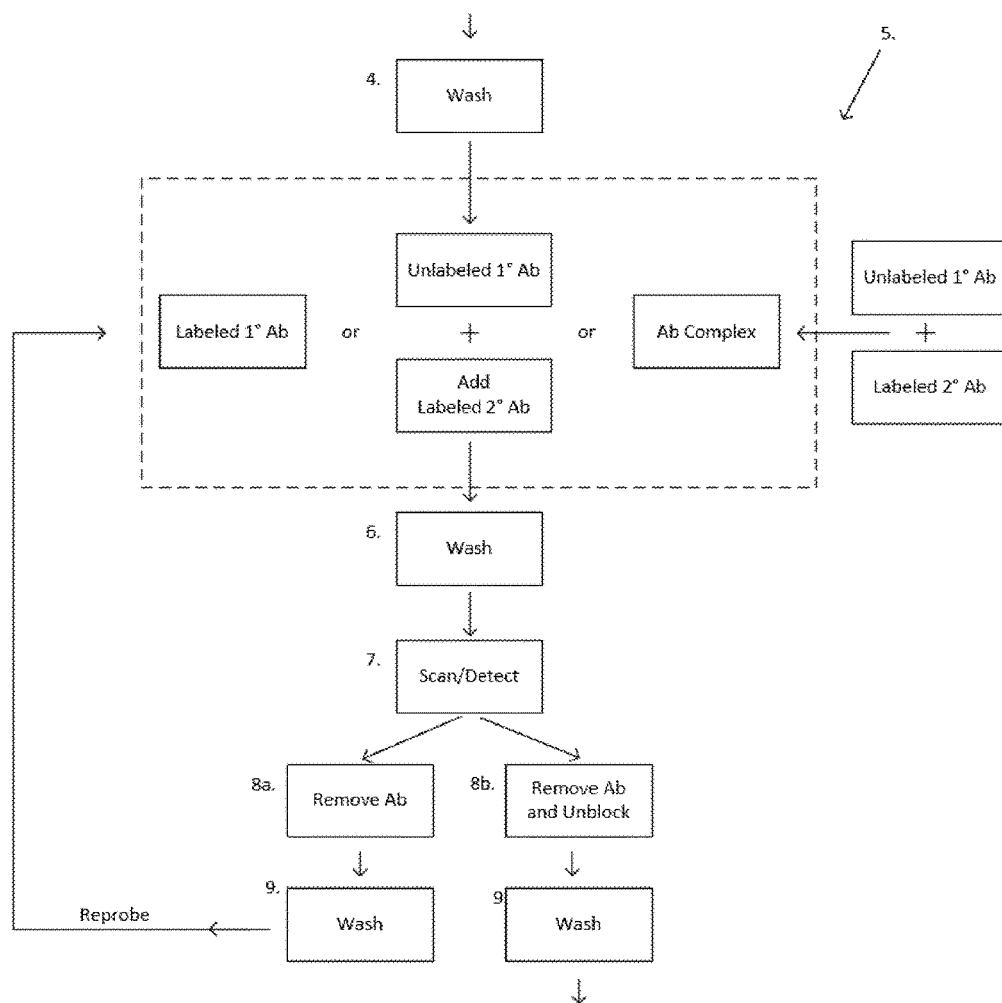 5.
4.
Wash
Unlabeled 1° Ab
Unlabeled 1° Ab
Labeled 1° Ab
or
+
or
Ab Complex
+
Add
Labeled 2° Ab
Labeled 2° Ab
6.
Wash
7.
Scan/Detect
8a.
Remove Ab
8b.
Remove Ab
and Unblock
9.
Wash
9
Wash
Reprobe